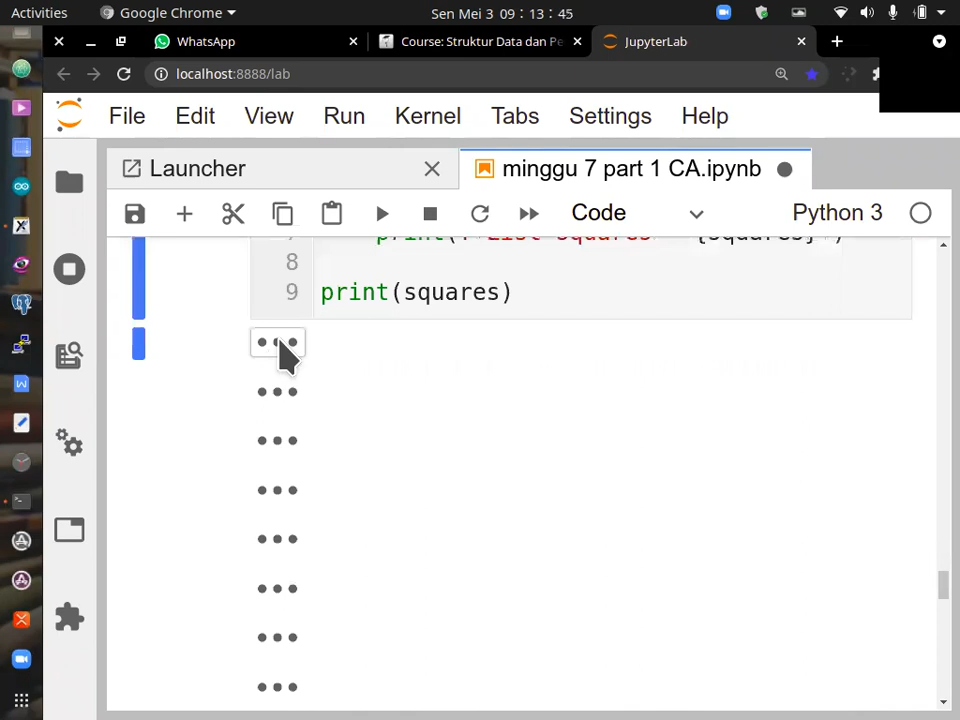 Activities Google Chrome Sen Mei 3 09 : 13 : 45
WhatsApp Course: Struktur Data dan Pe JupyterLab
localhost:8888/lab
File Edit View Run Kernel Tabs Settings Help
Launcher minggu 7 part 1 CA.ipynb
Code Python 3
8
9 print(squares)